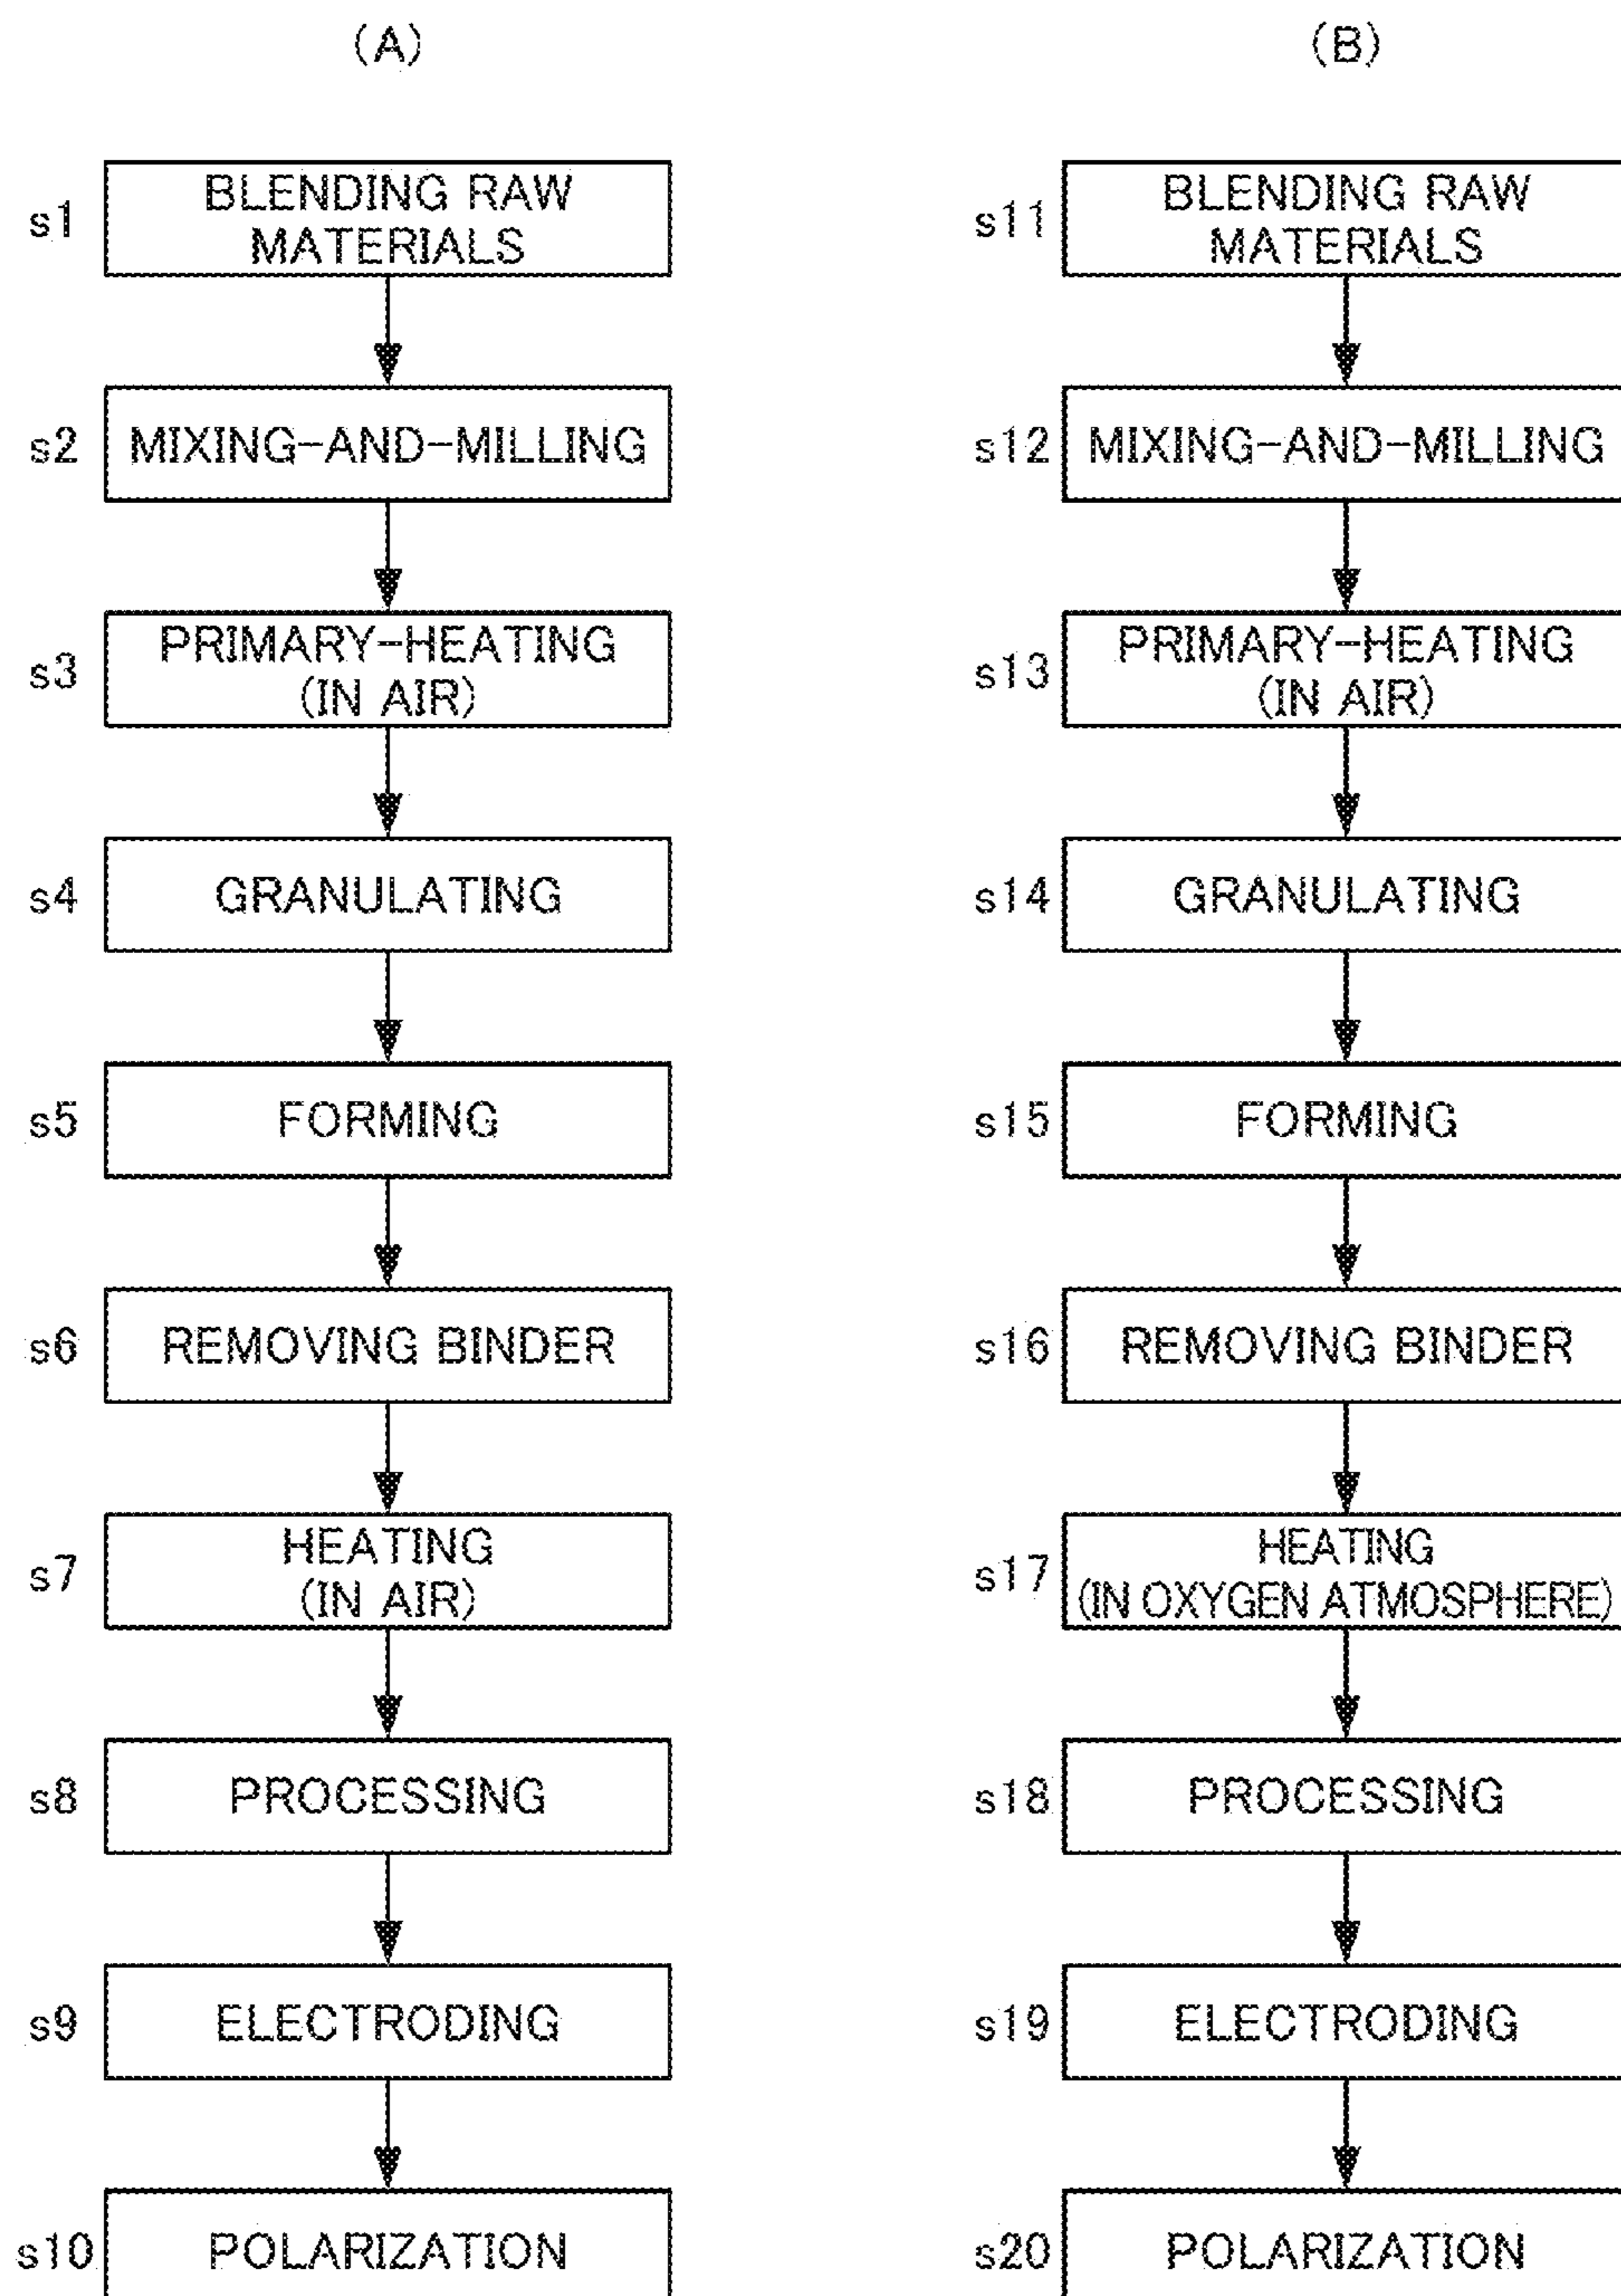 (A)
s1
BLENDING RAW
MATERIALS
s2
MIXING-AND-MILLING
s3
PRIMARY-HEATING
(IN AIR)
s4
GRANULATING
s5
FORMING
s6
REMOVING BINDER
s7
HEATING
(IN AIR)
s8
PROCESSING
s9
ELECTRODING
s10
POLARIZATION
(B)
s11
BLENDING RAW
MATERIALS
s12
MIXING-AND-MILLING
s13
PRIMARY-HEATING
(IN AIR)
s14
GRANULATING
s15
FORMING
s16
REMOVING BINDER
s17
HEATING
(IN OXYGEN ATMOSPHERE)
s18
PROCESSING
s19
ELECTRODING
s20
POLARIZATION